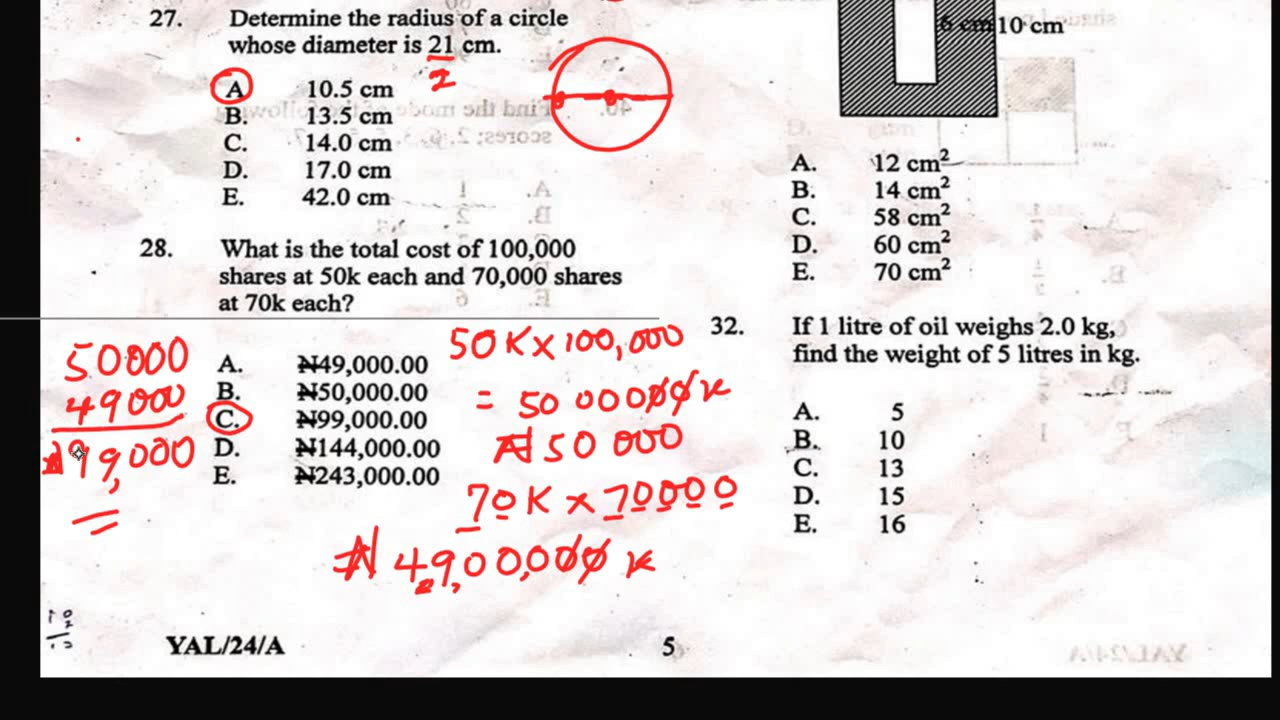 27. Determine the radius of a circle
whose diameter is 21 cm.
2
A 10.5 cm
B. 13.5 cm
C. 14.0 cm
D. 17.0 cm
E. 42.0 cm
28. What is the total cost of 100,000
shares at 50k each and 70,000 shares
at 70k each?
A. ₦49,000.00
B. ₦50,000.00
C. ₦99,000.00
D. ₦144,000.00
E. ₦243,000.00
50000
49000
₦99,000
50K x 100,000
= 5000000 K
₦50 000
70K x 70000
₦ 49,00,000 K
YAL/24/A
5
6 cm 10 cm
A. 12 cm²
B. 14 cm²
C. 58 cm²
D. 60 cm²
E. 70 cm²
32. If 1 litre of oil weighs 2.0 kg,
find the weight of 5 litres in kg.
A. 5
B. 10
C. 13
D. 15
E. 16